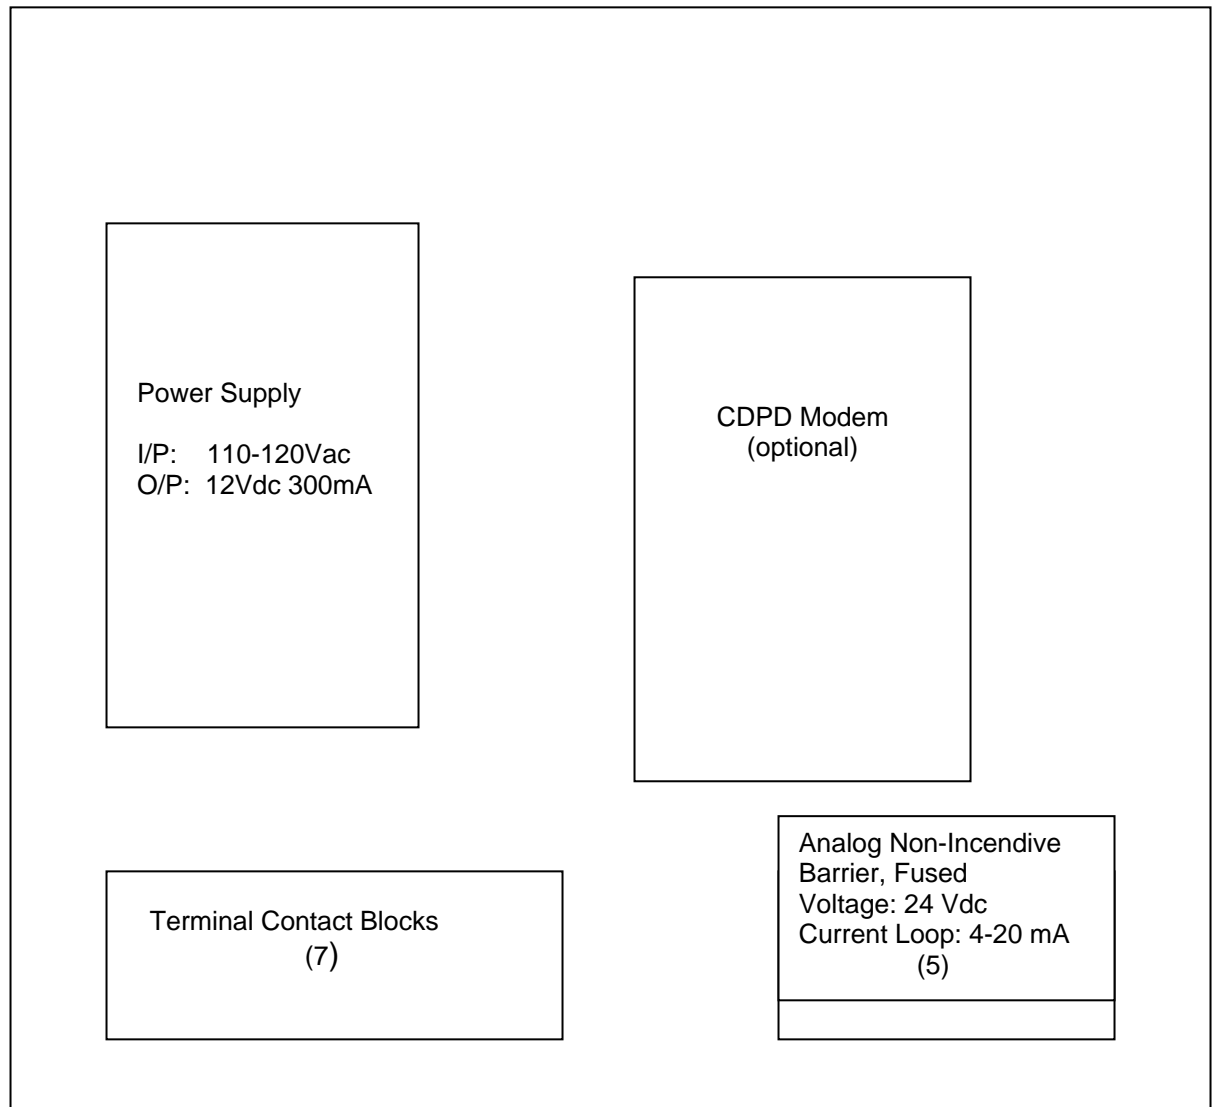 Power Supply
I/P: 110-120Vac
O/P: 12Vdc 300mA
CDPD Modem
(optional)
Terminal Contact Blocks
(7)
Analog Non-Incendive
Barrier, Fused
Voltage: 24 Vdc
Current Loop: 4-20 mA
(5)